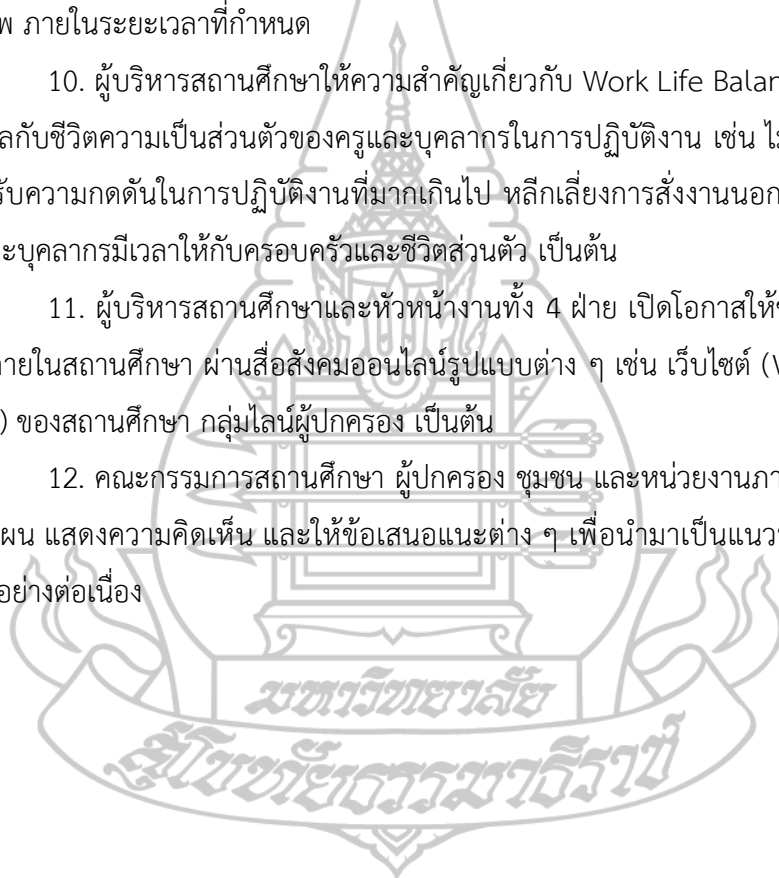 พ ภายในระยะเวลาที่กำหนด
10. ผู้บริหารสถานศึกษาให้ความสำคัญเกี่ยวกับ Work Life Balan
ลกับชีวิตความเป็นส่วนตัวของครูและบุคลากรในการปฏิบัติงาน เช่น ไม
รับความกดดันในการปฏิบัติงานที่มากเกินไป หลีกเลี่ยงการสั่งงานนอก
ะบุคลากรมีเวลาให้กับครอบครัวและชีวิตส่วนตัว เป็นต้น
11. ผู้บริหารสถานศึกษาและหัวหน้างานทั้ง 4 ฝ่าย เปิดโอกาสให้
ภายในสถานศึกษา ผ่านสื่อสังคมออนไลน์รูปแบบต่าง ๆ เช่น เว็บไซต์ (
) ของสถานศึกษา กลุ่มไลน์ผู้ปกครอง เป็นต้น
12. คณะกรรมการสถานศึกษา ผู้ปกครอง ชุมชน และหน่วยงานภา
ผน แสดงความคิดเห็น และให้ข้อเสนอแนะต่าง ๆ เพื่อนำมาเป็นแนว
อย่างต่อเนื่อง
มหาวิทยาลัย
สุโขทัยธรรมาธิราช